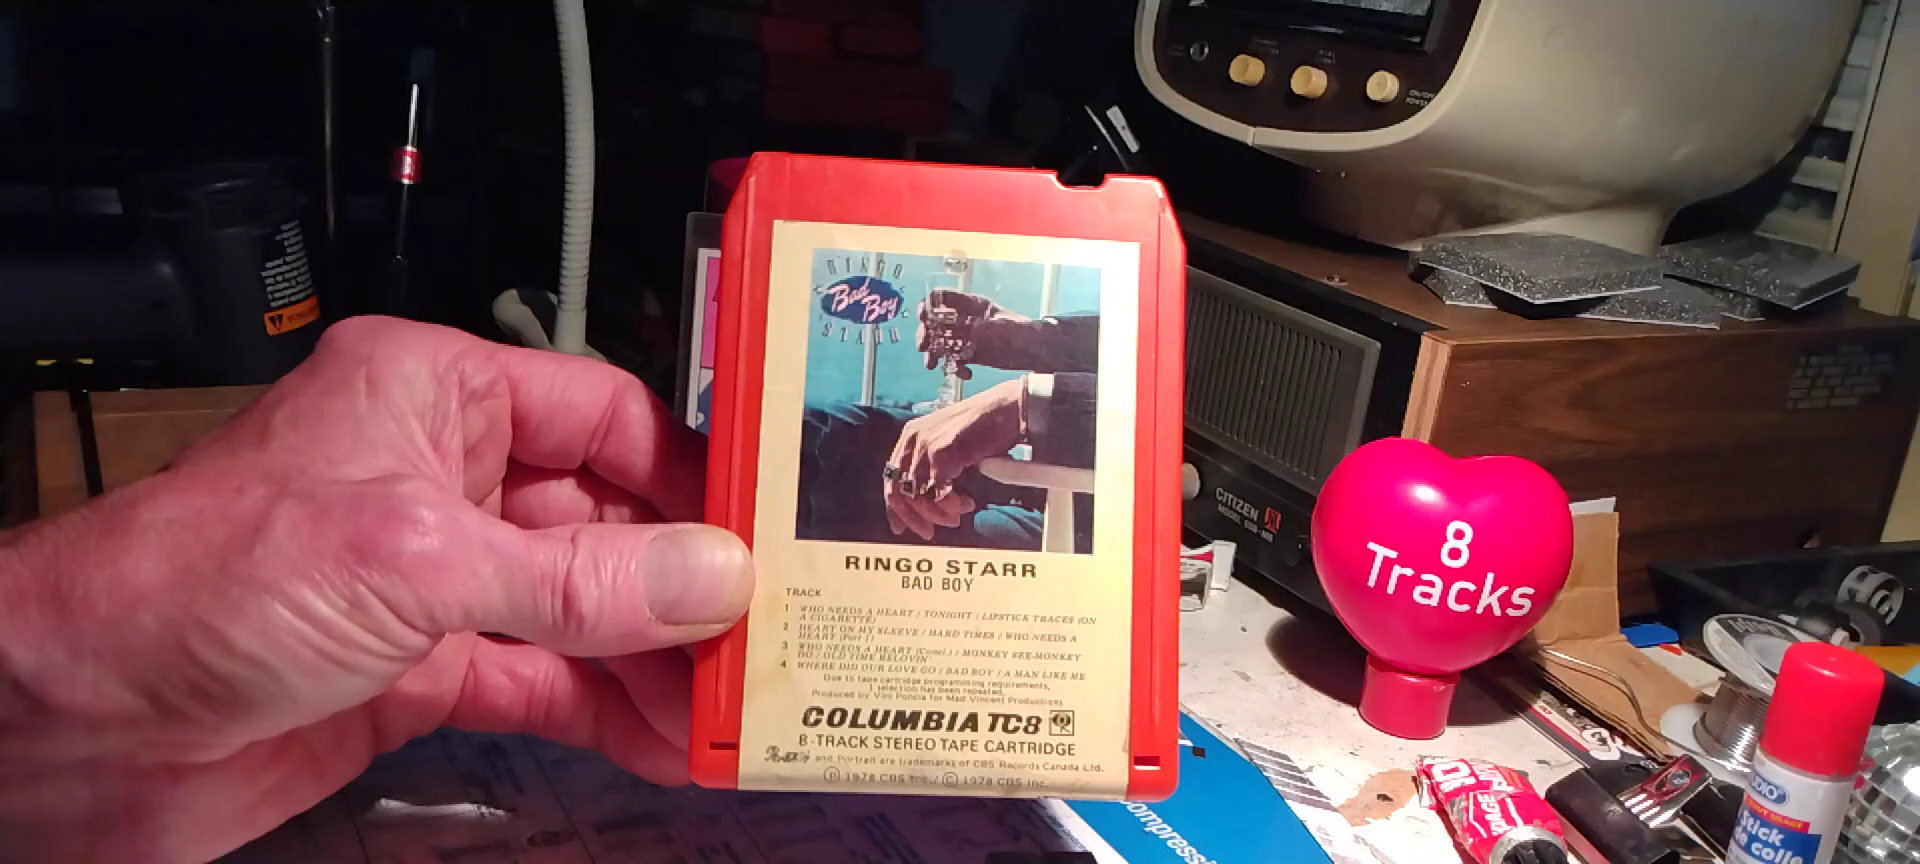 RINGO
Bad
Boy
STARR
RINGO STARR
BAD BOY
TRACK
1 WHO NEEDS A HEART / TONIGHT / LIPSTICK TRACES (ON
A CIGARETTE)
2 HEART ON MY SLEEVE / HARD TIMES / WHO NEEDS A
HEART (Part 1)
3 WHO NEEDS A HEART (Concl.) / MONKEY SEE-MONKEY
DO / OLD TIME RELOVIN'
4 WHERE DID OUR LOVE GO / BAD BOY / A MAN LIKE ME
Due to tape cartridge programming requirements,
1 selection has been repeated.
Produced by Vini Poncia for Mad Vincent Productions
COLUMBIA TC8
8-TRACK STEREO TAPE CARTRIDGE
and Portrait are trademarks of CBS Records Canada Ltd.
Ⓟ 1978 CBS Inc./ © 1978 CBS Inc.
CITIZEN
8
Tracks
ompressi
Stick
de coll